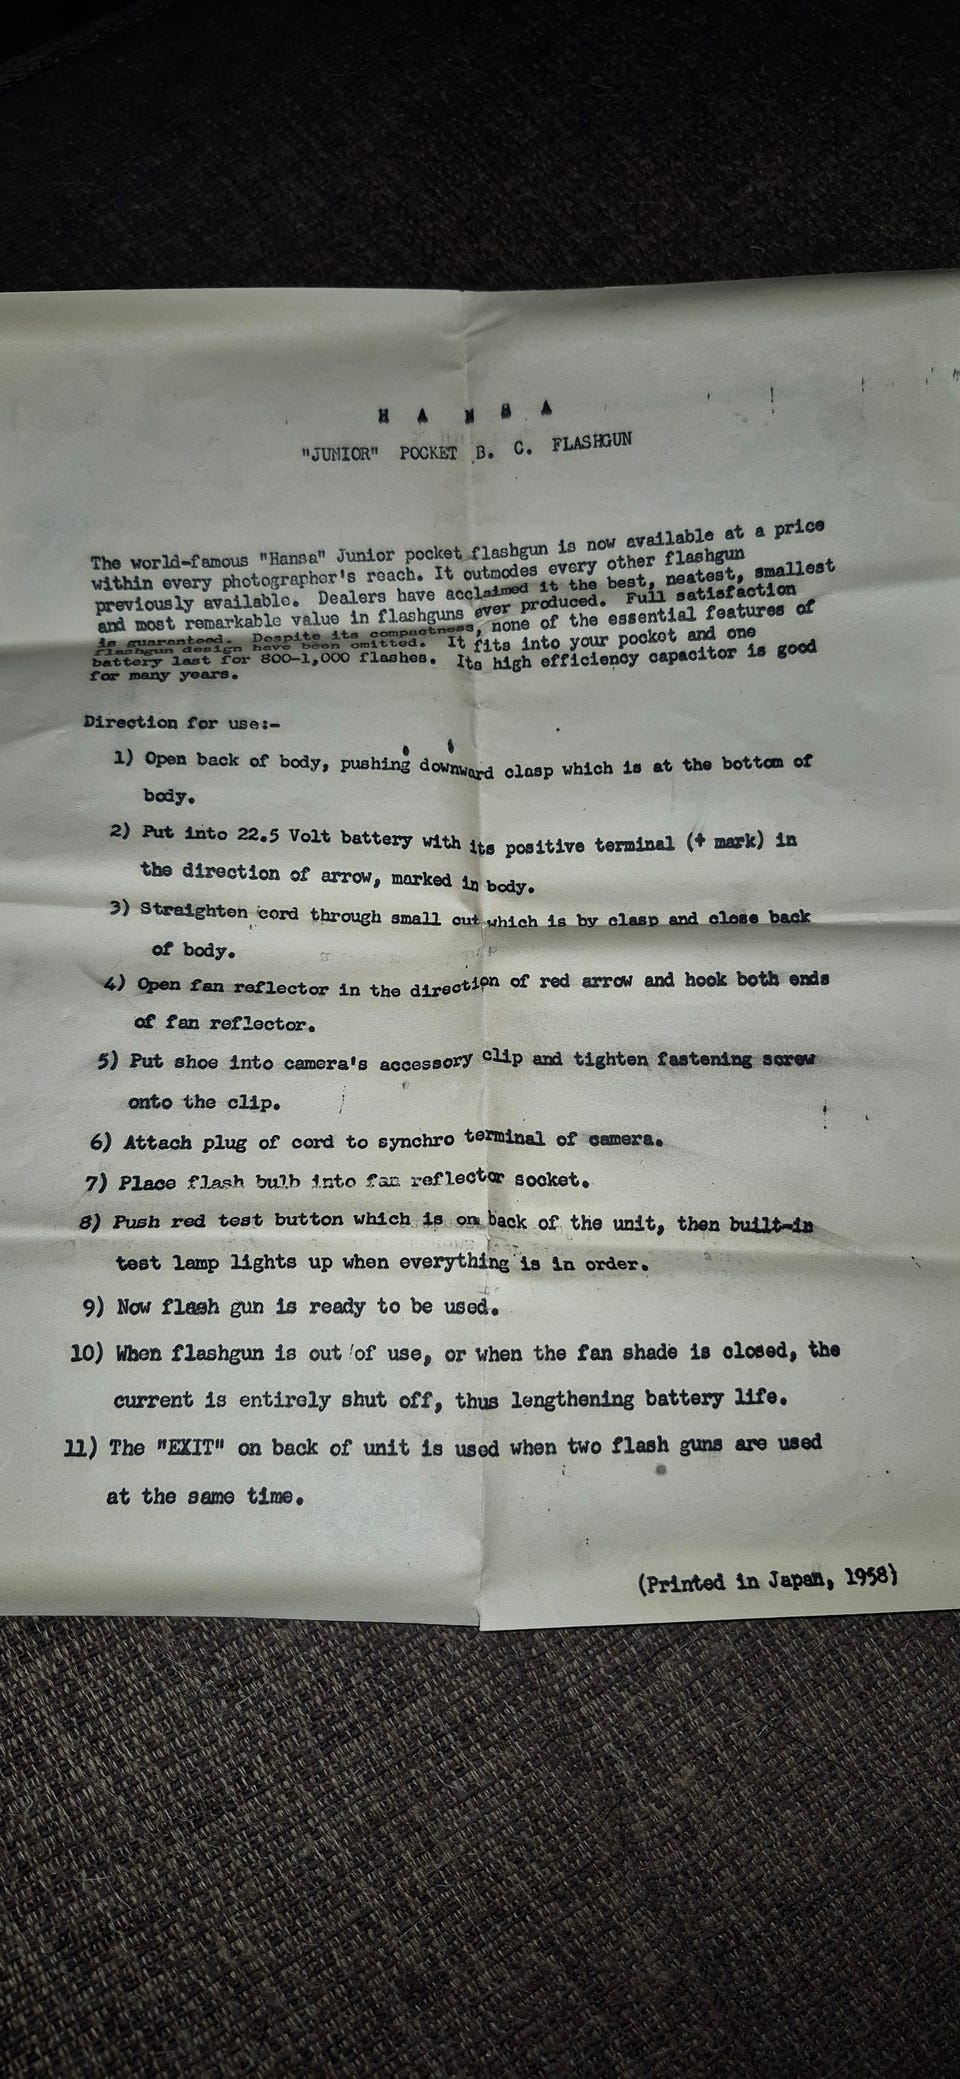 H A N S A
"JUNIOR" POCKET B. C. FLASHGUN
The world-famous "Hansa" Junior pocket flashgun is now available at a price
within every photographer's reach. It outmodes every other flashgun
previously available. Dealers have acclaimed it the best, neatest, smallest
and most remarkable value in flashguns ever produced. Full satisfaction
is guaranteed. Despite its compactness, none of the essential features of
flashgun design have been omitted. It fits into your pocket and one
battery last for 800-1,000 flashes. Its high efficiency capacitor is good
for many years.
Direction for use:-
1) Open back of body, pushing downward clasp which is at the bottom of
body.
2) Put into 22.5 Volt battery with its positive terminal (+ mark) in
the direction of arrow, marked in body.
3) Straighten cord through small cut which is by clasp and close back
of body.
4) Open fan reflector in the direction of red arrow and hook both ends
of fan reflector.
5) Put shoe into camera's accessory clip and tighten fastening screw
onto the clip.
6) Attach plug of cord to synchro terminal of camera.
7) Place flash bulb into fan reflector socket.
8) Push red test button which is on back of the unit, then built-in
test lamp lights up when everything is in order.
9) Now flash gun is ready to be used.
10) When flashgun is out of use, or when the fan shade is closed, the
current is entirely shut off, thus lengthening battery life.
11) The "EXIT" on back of unit is used when two flash guns are used
at the same time.
(Printed in Japan, 1958)